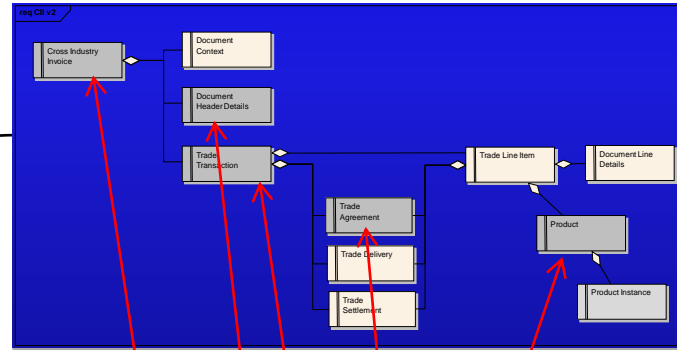 req CII v2
Cross Industry
Invoice
Document
Context
Document
Header Details
Trade
Transaction
Trade Line Item
Document Line
Details
Trade
Agreement
Product
Trade Delivery
Product Instance
Trade
Settlement